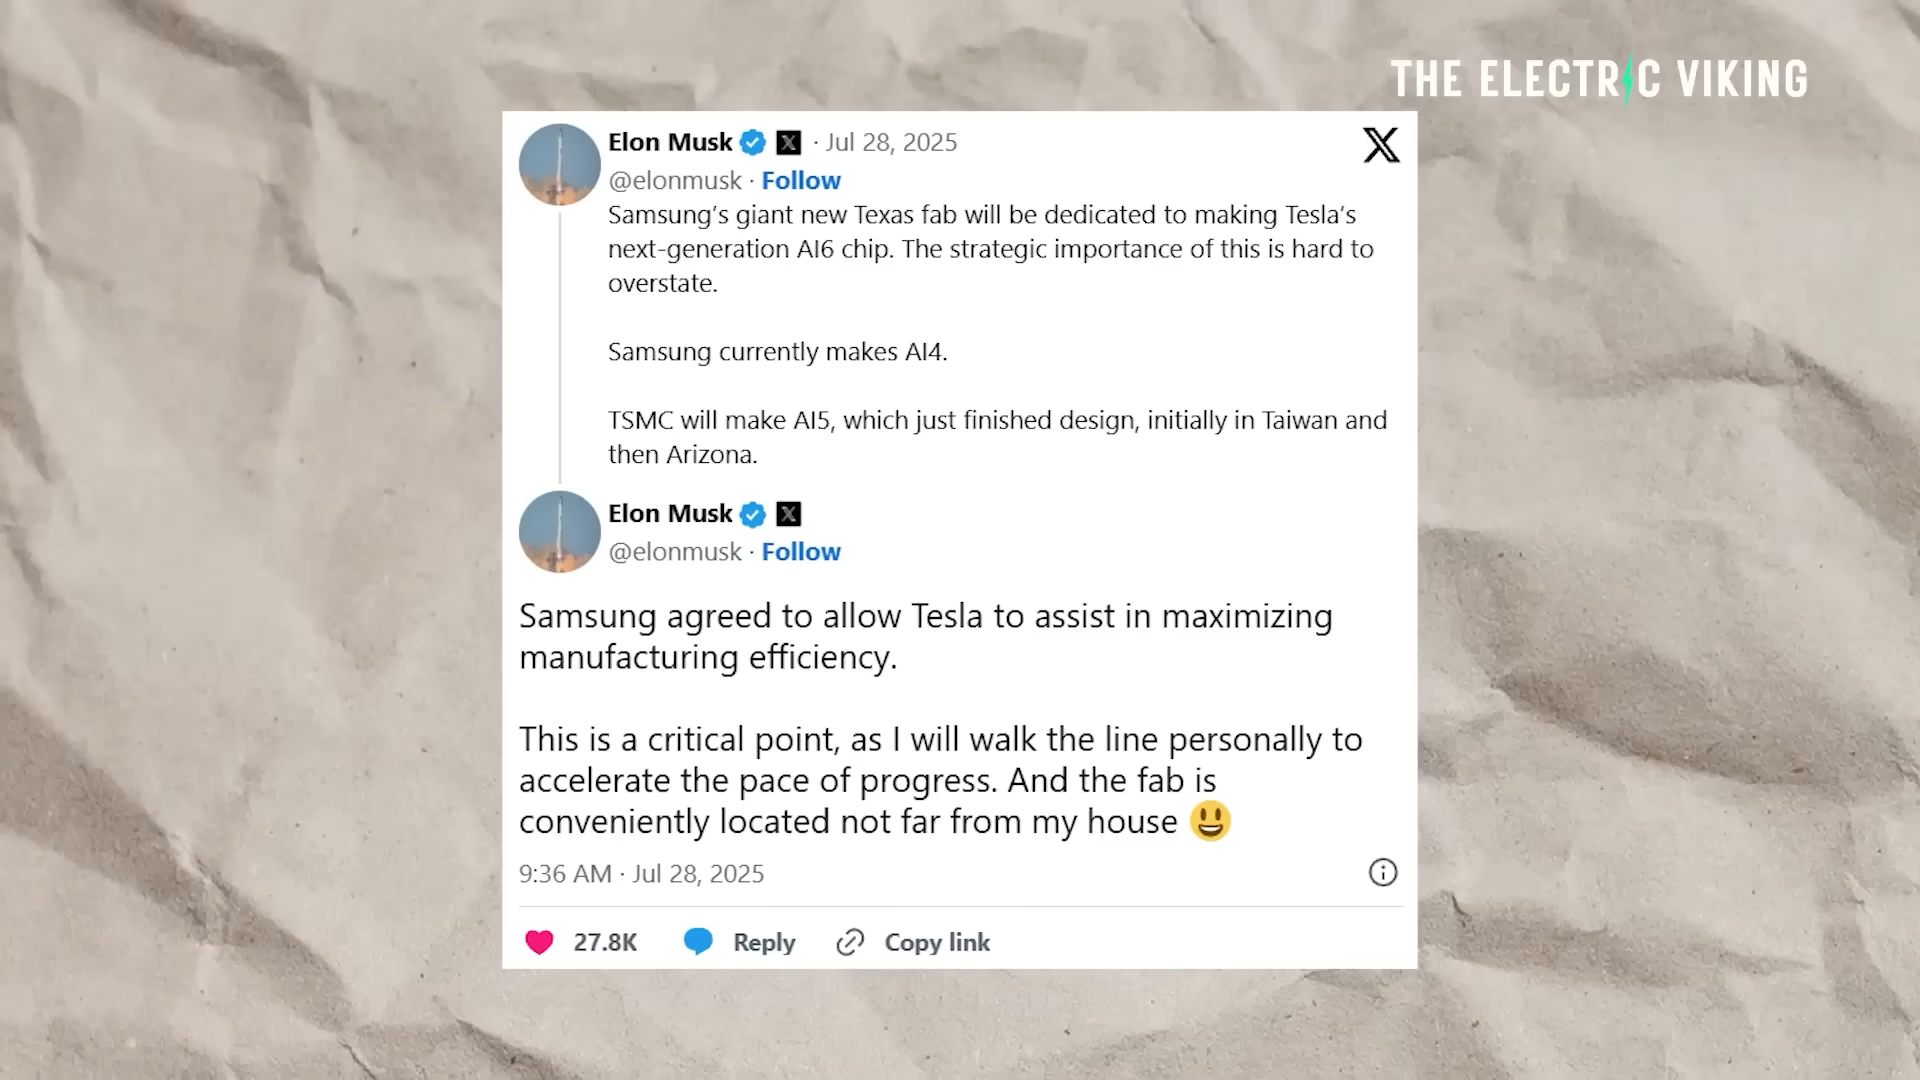 THE ELECTRIC VIKING
Elon Musk · Jul 28, 2025
@elonmusk · Follow
Samsung’s giant new Texas fab will be dedicated to making Tesla’s
next-generation AI6 chip. The strategic importance of this is hard to
overstate.
Samsung currently makes AI4.
TSMC will make AI5, which just finished design, initially in Taiwan and
then Arizona.
Elon Musk
@elonmusk · Follow
Samsung agreed to allow Tesla to assist in maximizing
manufacturing efficiency.
This is a critical point, as I will walk the line personally to
accelerate the pace of progress. And the fab is
conveniently located not far from my house 😃
9:36 AM · Jul 28, 2025
27.8K Reply Copy link